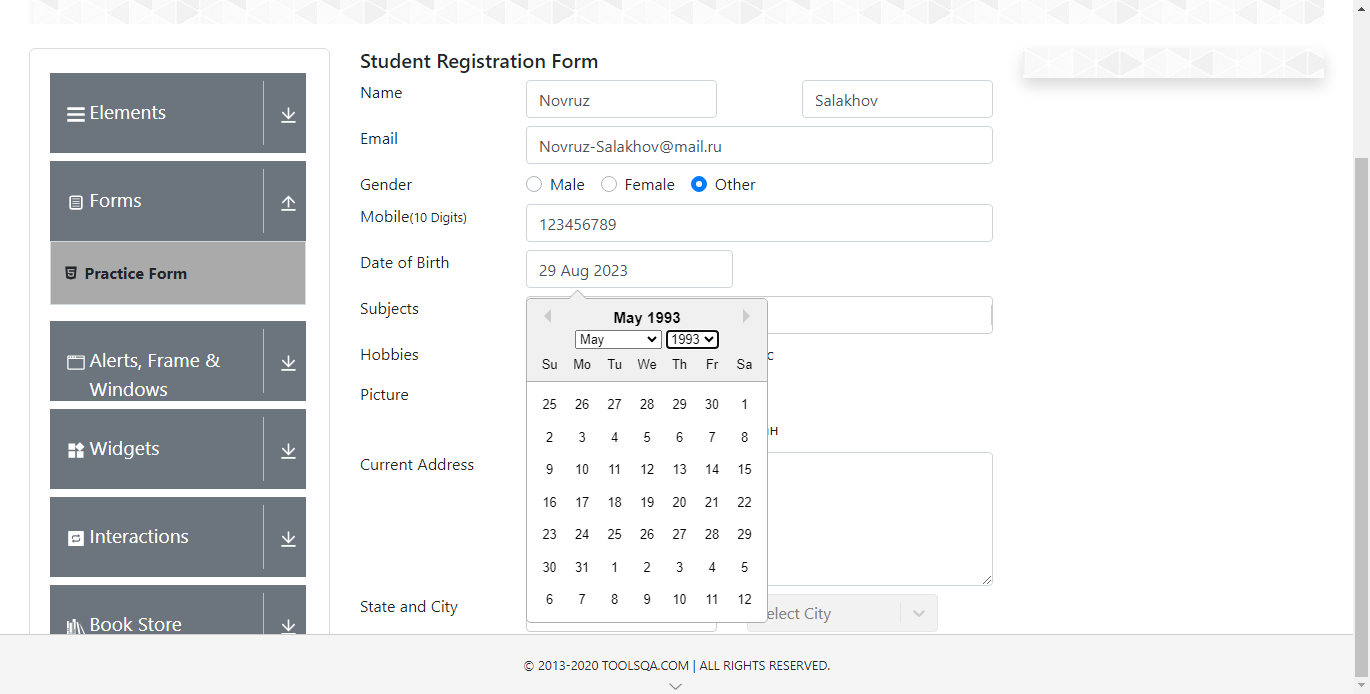 Elements
Forms
Practice Form
Alerts, Frame &
Windows
Widgets
Interactions
Book Store
Student Registration Form
Name
Novruz
Salakhov
Email
Novruz-Salakhov@mail.ru
Gender
Male Female Other
Mobile(10 Digits)
123456789
Date of Birth
29 Aug 2023
Subjects
Hobbies
с
Picture
ин
Current Address
State and City
elect City
May 1993
May 1993
Su Mo Tu We Th Fr Sa
25 26 27 28 29 30 1
2 3 4 5 6 7 8
9 10 11 12 13 14 15
16 17 18 19 20 21 22
23 24 25 26 27 28 29
30 31 1 2 3 4 5
6 7 8 9 10 11 12
© 2013-2020 TOOLSQA.COM | ALL RIGHTS RESERVED.